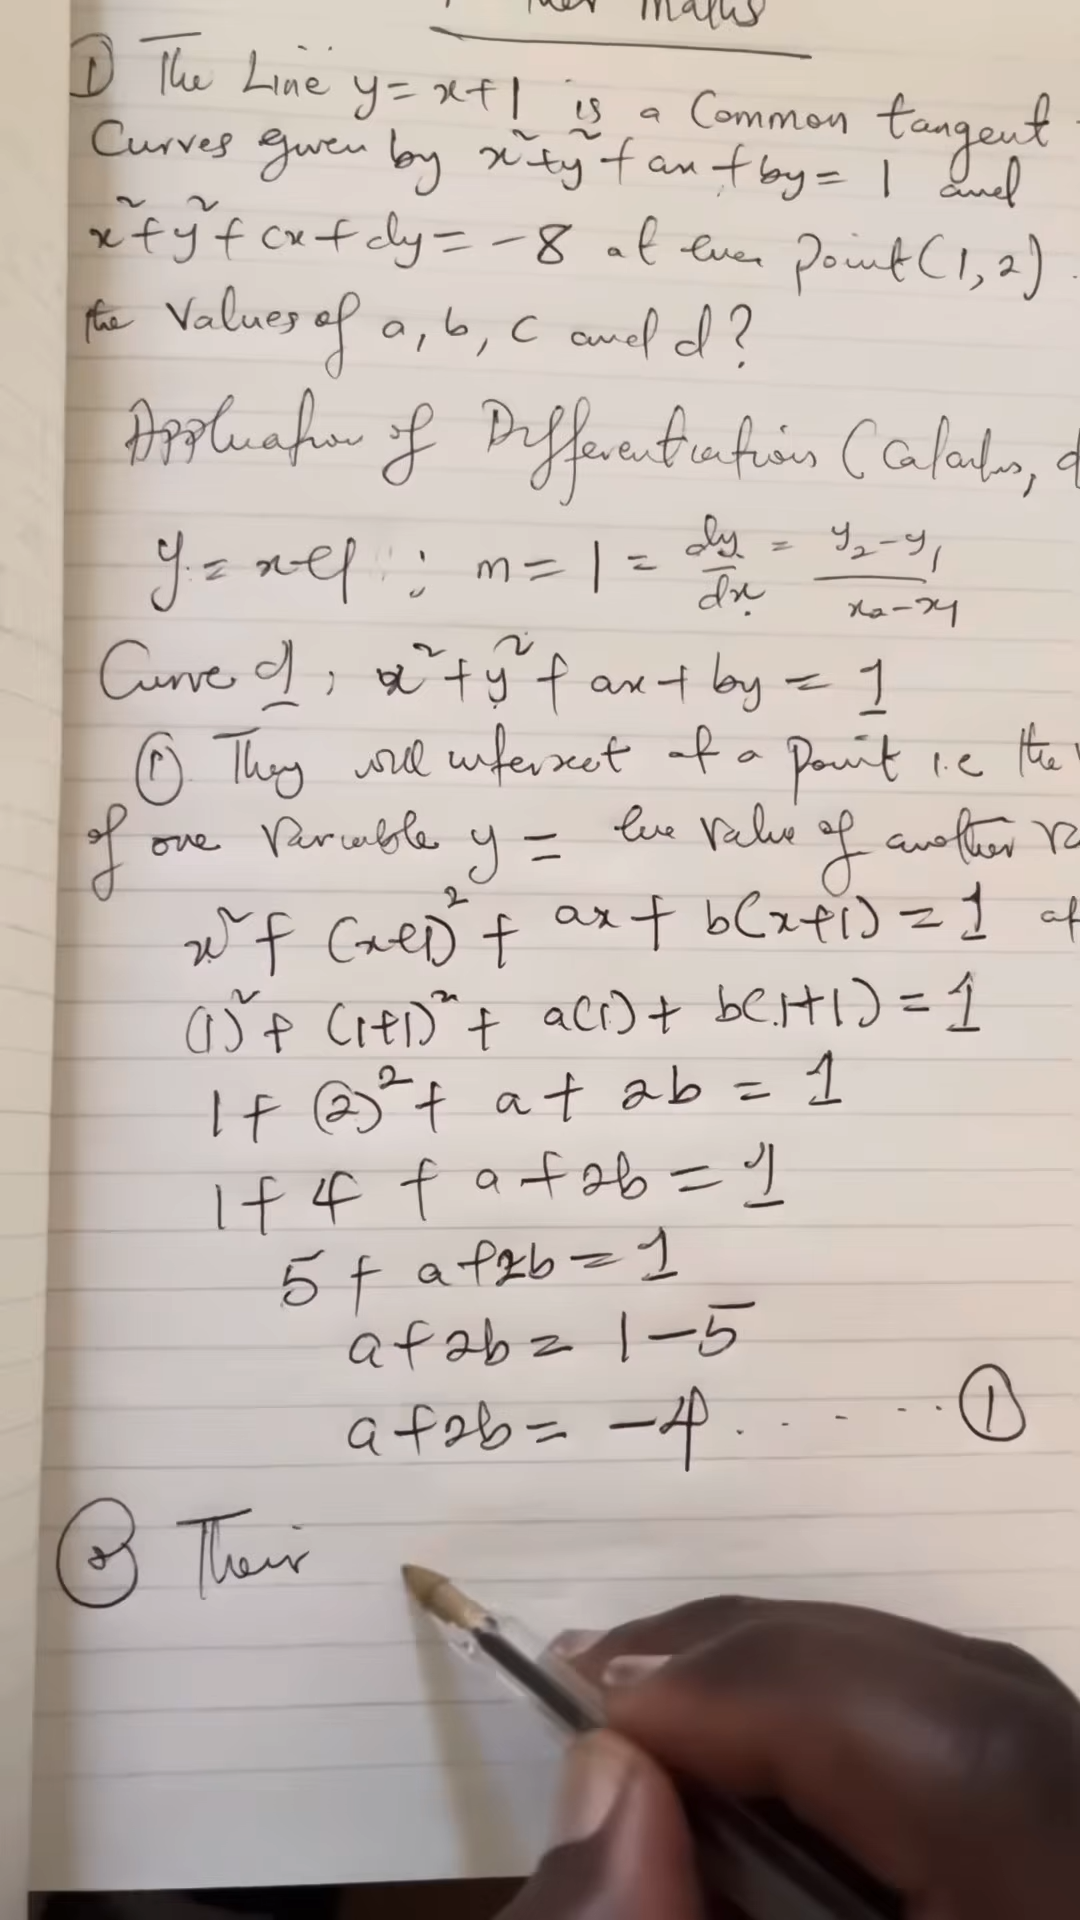 Maths
① The Line y = x+1 is a Common tangent
Curves given by x²+y²+ax+by= 1 and
x²+y²+cx+dy= -8 at the point (1,2)
the Values of a, b, c and d?
Application of Differentiation (Calculus, d
y = x+1 ; m = 1 = dy/dx = y₂-y₁/x₂-x₁
Curve 1; x²+y²+ax+by = 1
① They will intersect at a point i.e the
of one Variable y = the value of another
x² + (x+1)² + ax + b(x+1) = 1 at
(1)² + (1+1)² + a(1) + b(1+1) = 1
1 + (2)² + a + 2b = 1
1 + 4 + a + 2b = 1
5 + a+2b = 1
a+2b = 1-5
a+2b = -4 . . . . . . ①
② Their